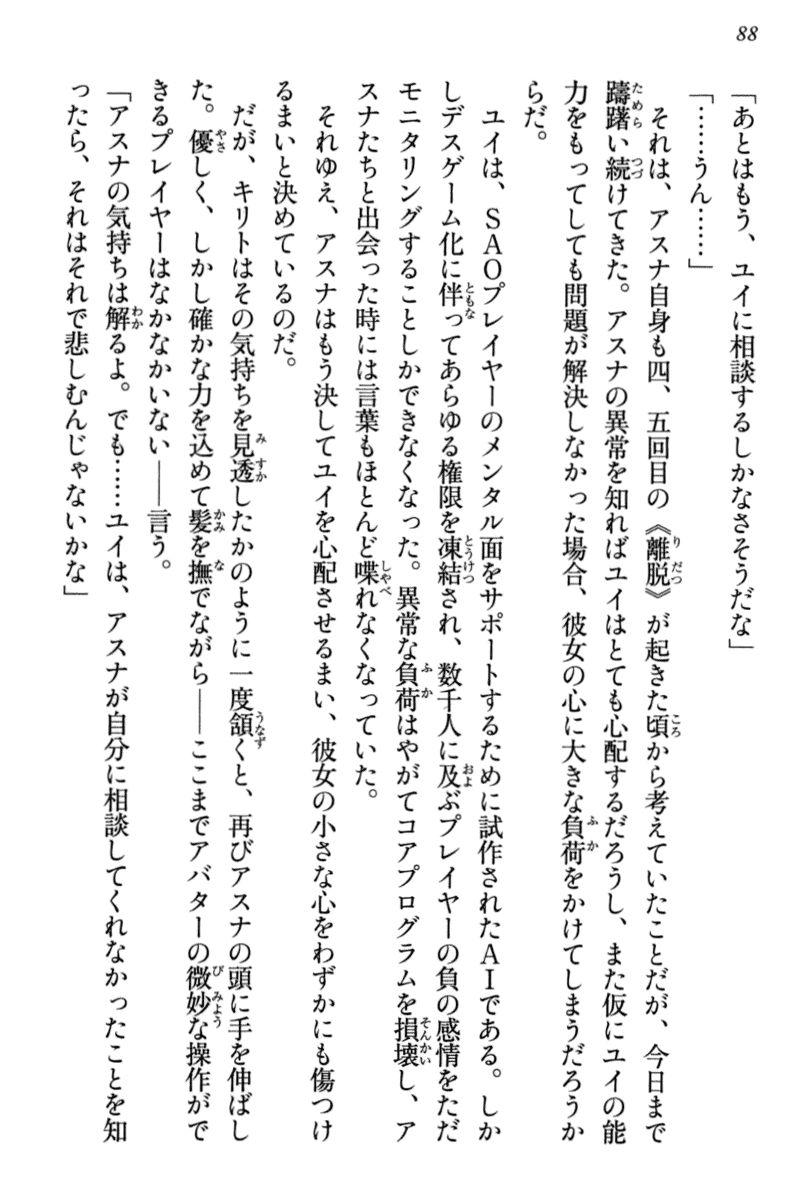 88
「あとはもう、ユイに相談するしかなさそうだな」
「……うん……」
それは、アスナ自身も四、五回目の《離脱》が起きた頃から考えていたことだが、今日まで
躊躇い続けてきた。アスナの異常を知ればユイはとても心配するだろうし、また仮にユイの能
力をもってしても問題が解決しなかった場合、彼女の心に大きな負荷をかけてしまうだろうか
らだ。
ユイは、SAOプレイヤーのメンタル面をサポートするために試作されたAIである。しか
しデスゲーム化に伴ってあらゆる権限を凍結され、数千人に及ぶプレイヤーの負の感情をただ
モニタリングすることしかできなくなった。異常な負荷はやがてコアプログラムを損壊し、ア
スナたちと出会った時には言葉もほとんど喋れなくなっていた。
それゆえ、アスナはもう決してユイを心配させるまい、彼女の小さな心をわずかにも傷つけ
るまいと決めているのだ。
だが、キリトはその気持ちを見透したかのように一度頷くと、再びアスナの頭に手を伸ばし
た。優しく、しかし確かな力を込めて髪を撫でながら――ここまでアバターの微妙な操作がで
きるプレイヤーはなかなかいない――言う。
「アスナの気持ちは解るよ。でも……ユイは、アスナが自分に相談してくれなかったことを知
ったら、それはそれで悲しむんじゃないかな」